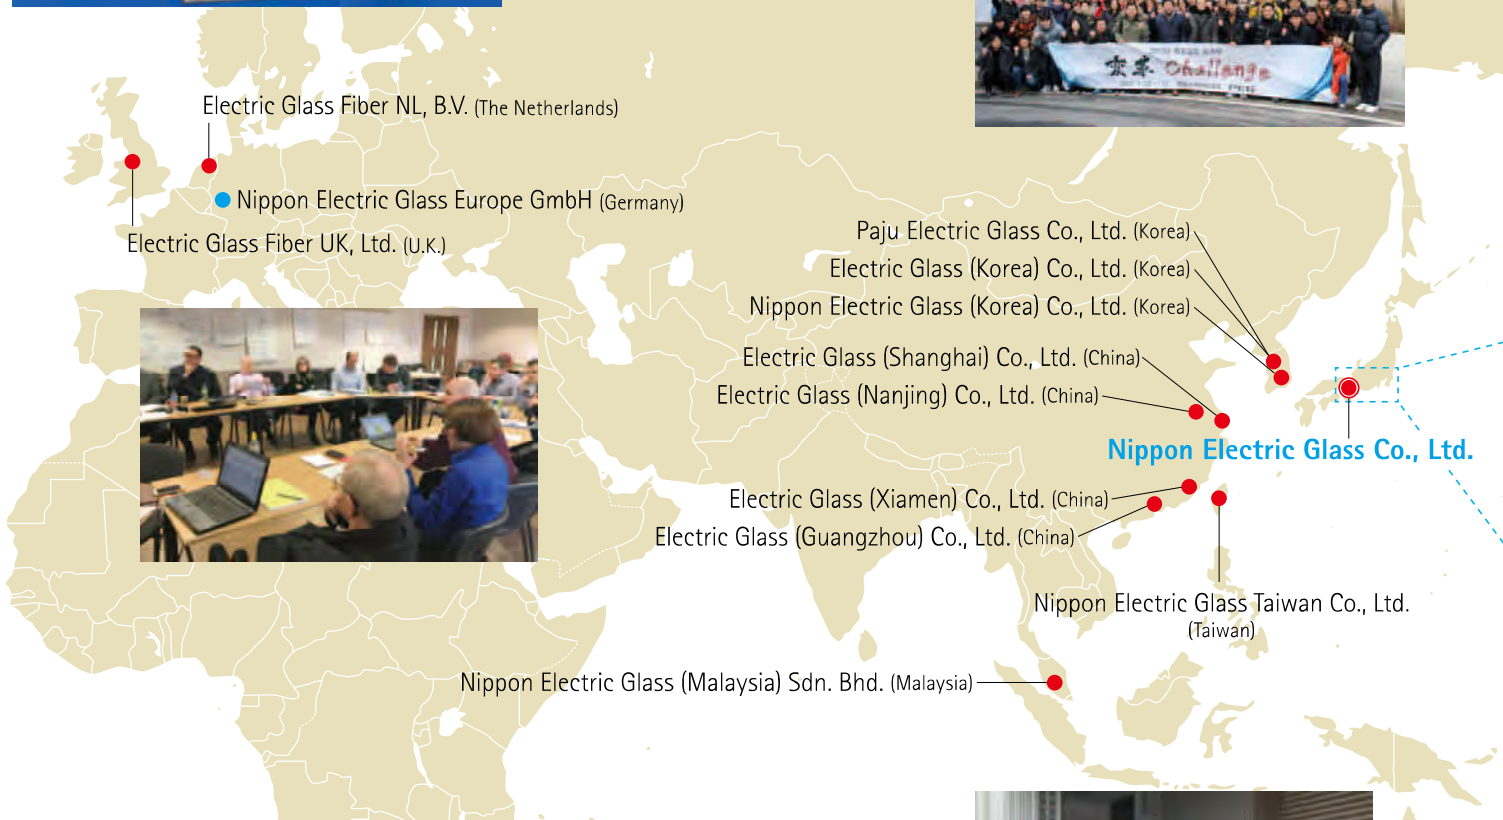 変革 Challenge
Electric Glass Fiber NL, B.V. (The Netherlands)
Nippon Electric Glass Europe GmbH (Germany)
Electric Glass Fiber UK, Ltd. (U.K.)
Paju Electric Glass Co., Ltd. (Korea)
Electric Glass (Korea) Co., Ltd. (Korea)
Nippon Electric Glass (Korea) Co., Ltd. (Korea)
Electric Glass (Shanghai) Co., Ltd. (China)
Electric Glass (Nanjing) Co., Ltd. (China)
Nippon Electric Glass Co., Ltd.
Electric Glass (Xiamen) Co., Ltd. (China)
Electric Glass (Guangzhou) Co., Ltd. (China)
Nippon Electric Glass Taiwan Co., Ltd.
(Taiwan)
Nippon Electric Glass (Malaysia) Sdn. Bhd. (Malaysia)